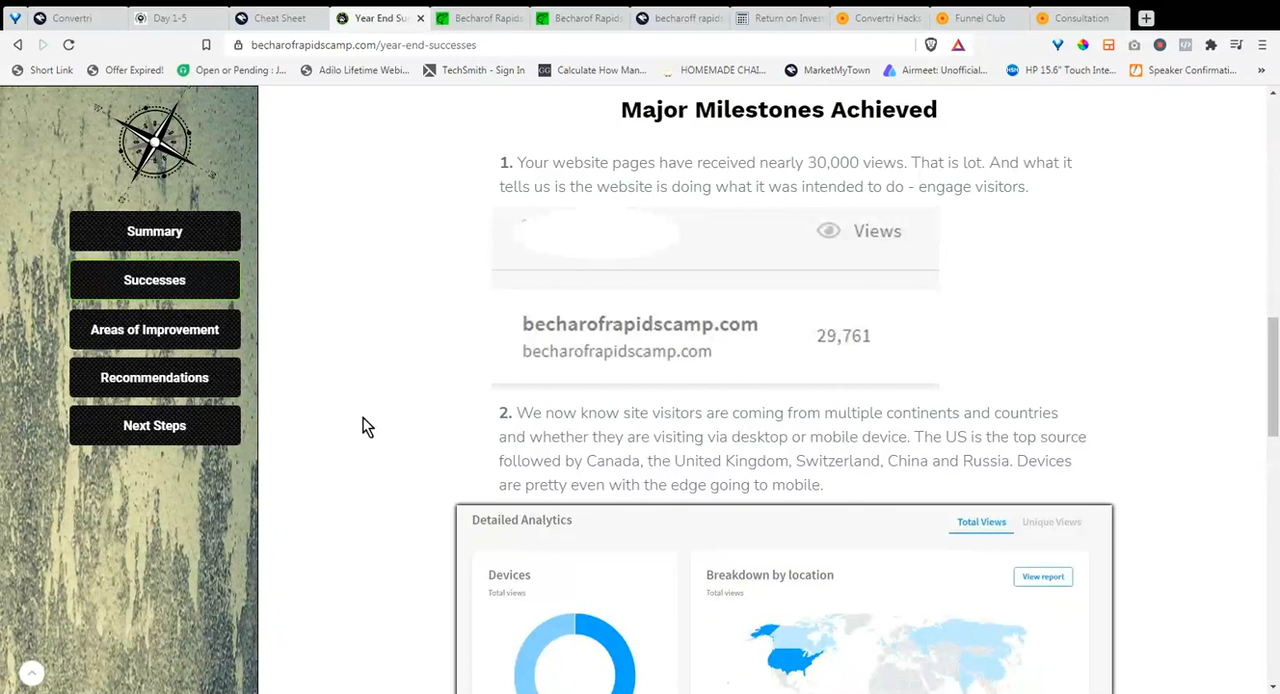 Convertri
Day 1-5
Cheat Sheet
Year End Su
Becharof Rapids
Becharof Rapids
becharoff rapids
Return on Inves
Convertri Hacks
Funnel Club
Consultation
becharofrapidscamp.com/year-end-successes
Short Link
Offer Expired!
Open or Pending : J...
Adilo Lifetime Webi...
TechSmith - Sign In
Calculate How Man...
HOMEMADE CHAI...
MarketMyTown
Airmeet: Unofficial...
HP 15.6" Touch Inte...
Speaker Confirmati...
Summary
Successes
Areas of Improvement
Recommendations
Next Steps
Major Milestones Achieved
1. Your website pages have received nearly 30,000 views. That is lot. And what it
tells us is the website is doing what it was intended to do - engage visitors.
Views
becharofrapidscamp.com
becharofrapidscamp.com
29,761
2. We now know site visitors are coming from multiple continents and countries
and whether they are visiting via desktop or mobile device. The US is the top source
followed by Canada, the United Kingdom, Switzerland, China and Russia. Devices
are pretty even with the edge going to mobile.
Detailed Analytics
Total Views
Unique Views
Devices
Total views
Breakdown by location
Total views
View report